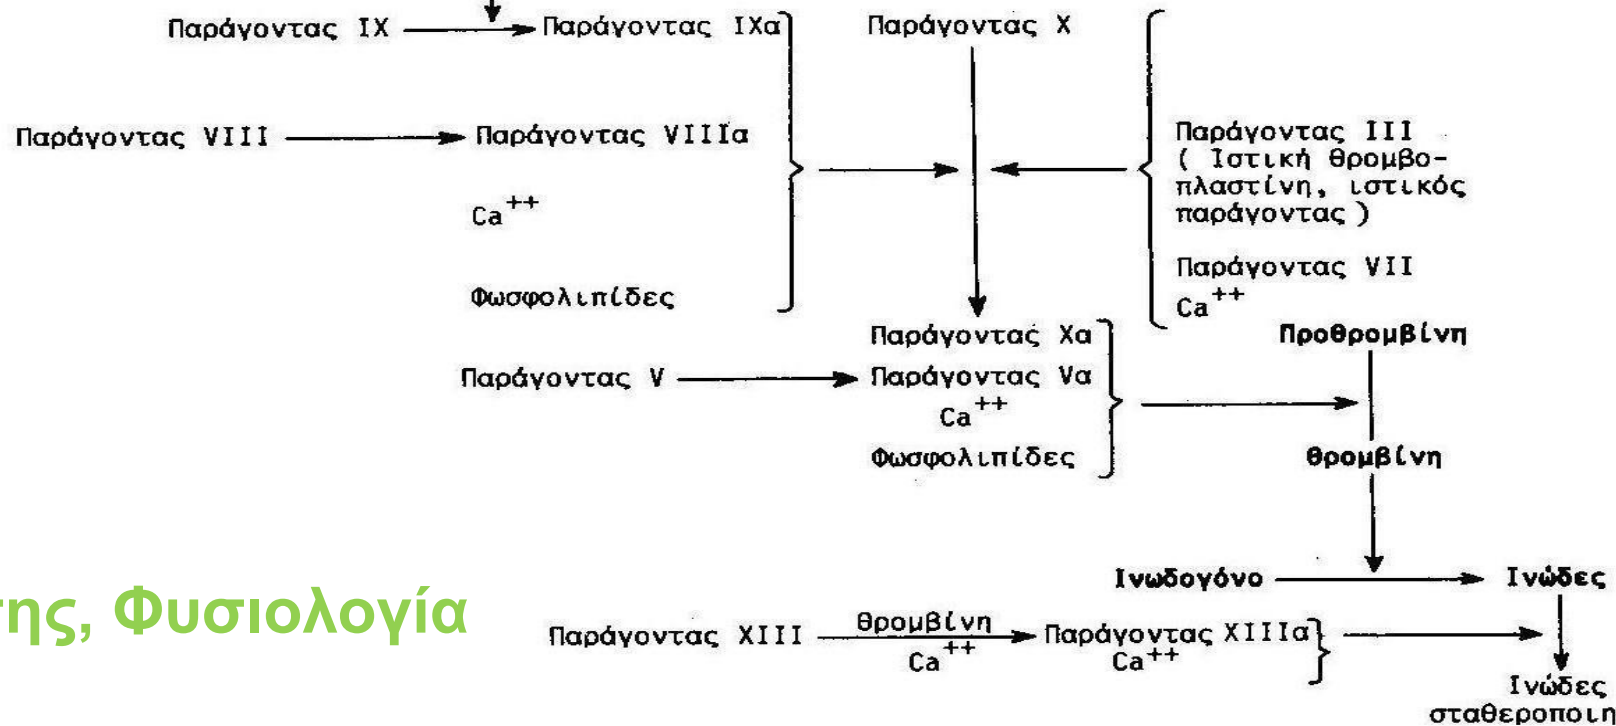 Παράγοντας IX Παράγοντας IXα Παράγοντας X
Παράγοντας VIII Παράγοντας VIIIα
Παράγοντας III
( Ιστική θρομβο-
πλαστίνη, ιστικός
παράγοντας )
Ca++
Παράγοντας VII
Φωσφολιπίδες
Ca++
Παράγοντας Xα Προθρομβίνη
Παράγοντας V Παράγοντας Vα
Ca++
Φωσφολιπίδες Θρομβίνη
Ινωδογόνο Ινώδες
Φυσιολογία
Παράγοντας XIII θρομβίνη Παράγοντας XIIIα
Ca++ Ca++
Ινώδες